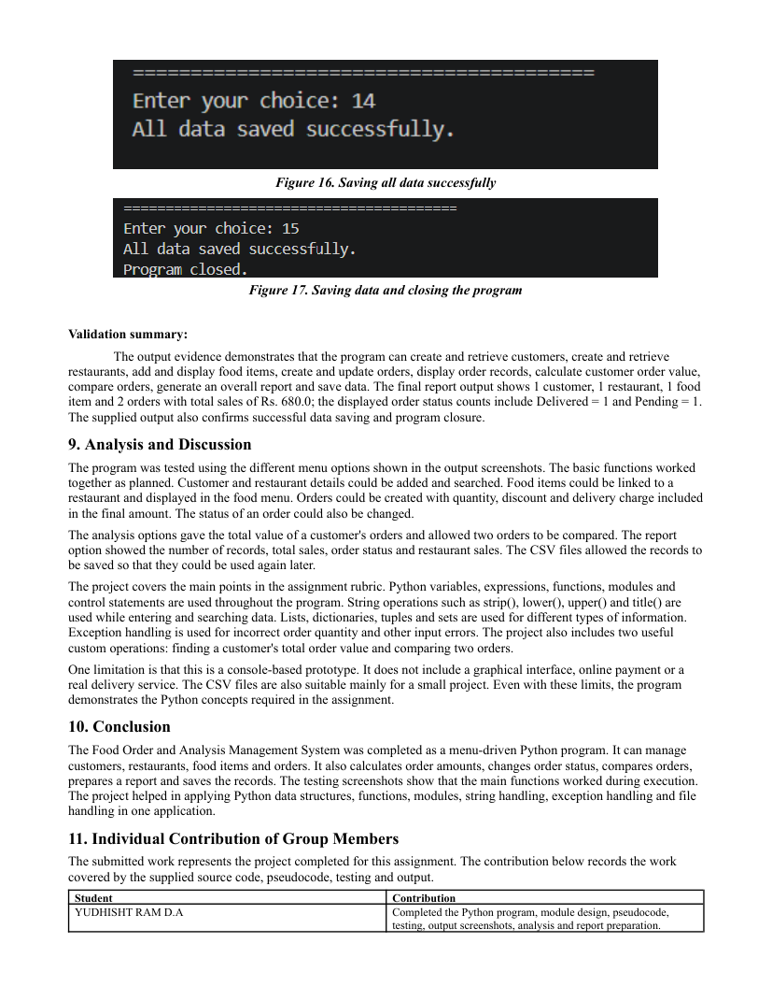 ========================================
Enter your choice: 14
All data saved successfully.
Figure 16. Saving all data successfully
========================================
Enter your choice: 15
All data saved successfully.
Program closed.
Figure 17. Saving data and closing the program
Validation summary:
The output evidence demonstrates that the program can create and retrieve customers, create and retrieve
restaurants, add and display food items, create and update orders, display order records, calculate customer order value,
compare orders, generate an overall report and save data. The final report output shows 1 customer, 1 restaurant, 1 food
item and 2 orders with total sales of Rs. 680.0; the displayed order status counts include Delivered = 1 and Pending = 1.
The supplied output also confirms successful data saving and program closure.
9. Analysis and Discussion
The program was tested using the different menu options shown in the output screenshots. The basic functions worked
together as planned. Customer and restaurant details could be added and searched. Food items could be linked to a
restaurant and displayed in the food menu. Orders could be created with quantity, discount and delivery charge included
in the final amount. The status of an order could also be changed.
The analysis options gave the total value of a customer's orders and allowed two orders to be compared. The report
option showed the number of records, total sales, order status and restaurant sales. The CSV files allowed the records to
be saved so that they could be used again later.
The project covers the main points in the assignment rubric. Python variables, expressions, functions, modules and
control statements are used throughout the program. String operations such as strip(), lower(), upper() and title() are
used while entering and searching data. Lists, dictionaries, tuples and sets are used for different types of information.
Exception handling is used for incorrect order quantity and other input errors. The project also includes two useful
custom operations: finding a customer's total order value and comparing two orders.
One limitation is that this is a console-based prototype. It does not include a graphical interface, online payment or a
real delivery service. The CSV files are also suitable mainly for a small project. Even with these limits, the program
demonstrates the Python concepts required in the assignment.
10. Conclusion
The Food Order and Analysis Management System was completed as a menu-driven Python program. It can manage
customers, restaurants, food items and orders. It also calculates order amounts, changes order status, compares orders,
prepares a report and saves the records. The testing screenshots show that the main functions worked during execution.
The project helped in applying Python data structures, functions, modules, string handling, exception handling and file
handling in one application.
11. Individual Contribution of Group Members
The submitted work represents the project completed for this assignment. The contribution below records the work
covered by the supplied source code, pseudocode, testing and output.
Student Contribution
YUDHISHT RAM D.A Completed the Python program, module design, pseudocode,
testing, output screenshots, analysis and report preparation.